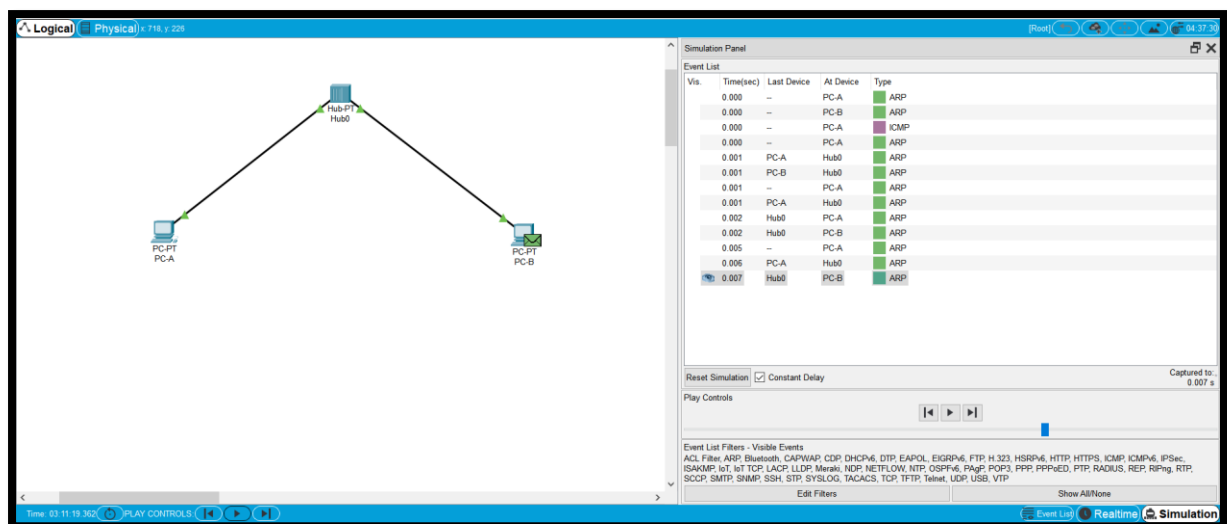 Logical Physical x: 718, y: 226 [Root] 04:37:30
Hub-PT
Hub0
PC-PT
PC-A
PC-PT
PC-B
Simulation Panel
Event List
Vis. Time(sec) Last Device At Device Type
0.000 -- PC-A ARP
0.000 -- PC-B ARP
0.000 -- PC-A ICMP
0.000 -- PC-A ARP
0.001 PC-A Hub0 ARP
0.001 PC-B Hub0 ARP
0.001 -- PC-A ARP
0.001 PC-A Hub0 ARP
0.002 Hub0 PC-A ARP
0.002 Hub0 PC-B ARP
0.005 -- PC-A ARP
0.006 PC-A Hub0 ARP
0.007 Hub0 PC-B ARP
Reset Simulation Constant Delay
Captured to:
0.007 s
Play Controls
Event List Filters - Visible Events
ACL Filter, ARP, Bluetooth, CAPWAP, CDP, DHCPv6, DTP, EAPOL, EIGRPv6, FTP, H.323, HSRPv6, HTTP, HTTPS, ICMP, ICMPv6, IPSec,
ISAKMP, IoT, IoT TCP, LACP, LLDP, Meraki, NDP, NETFLOW, NTP, OSPFv6, PAgP, POP3, PPP, PPPoED, PTP, RADIUS, REP, RIPng, RTP,
SCCP, SMTP, SNMP, SSH, STP, SYSLOG, TACACS, TCP, TFTP, Telnet, UDP, USB, VTP
Edit Filters Show All/None
Time: 03:11:19.362 PLAY CONTROLS: Event List Realtime Simulation